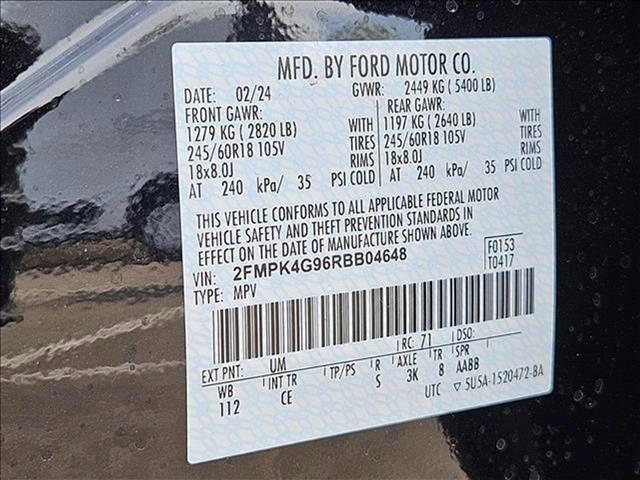 MFD. BY FORD MOTOR CO.
DATE: 02/24 GVWR: 2449 KG ( 5400 LB)
FRONT GAWR: REAR GAWR:
1279 KG ( 2820 LB) 1197 KG ( 2640 LB)
245/60R18 105V TIRES 245/60R18 105V TIRES
18x8.0J RIMS 18x8.0J RIMS
AT 240 kPa/ 35 PSI COLD AT 240 kPa/ 35 PSI COLD
THIS VEHICLE CONFORMS TO ALL APPLICABLE FEDERAL MOTOR
VEHICLE SAFETY AND THEFT PREVENTION STANDARDS IN
EFFECT ON THE DATE OF MANUFACTURE SHOWN ABOVE.
VIN: 2FMPK4G96RBB04648 F0153
TYPE: MPV T0417
EXT PNT: UM RC: 71 DSO:
WB INT TR TP/PS R AXLE TR SPR
112 CE S 3K 8 AABB
UTC ▽ 5U5A-1520472-BA